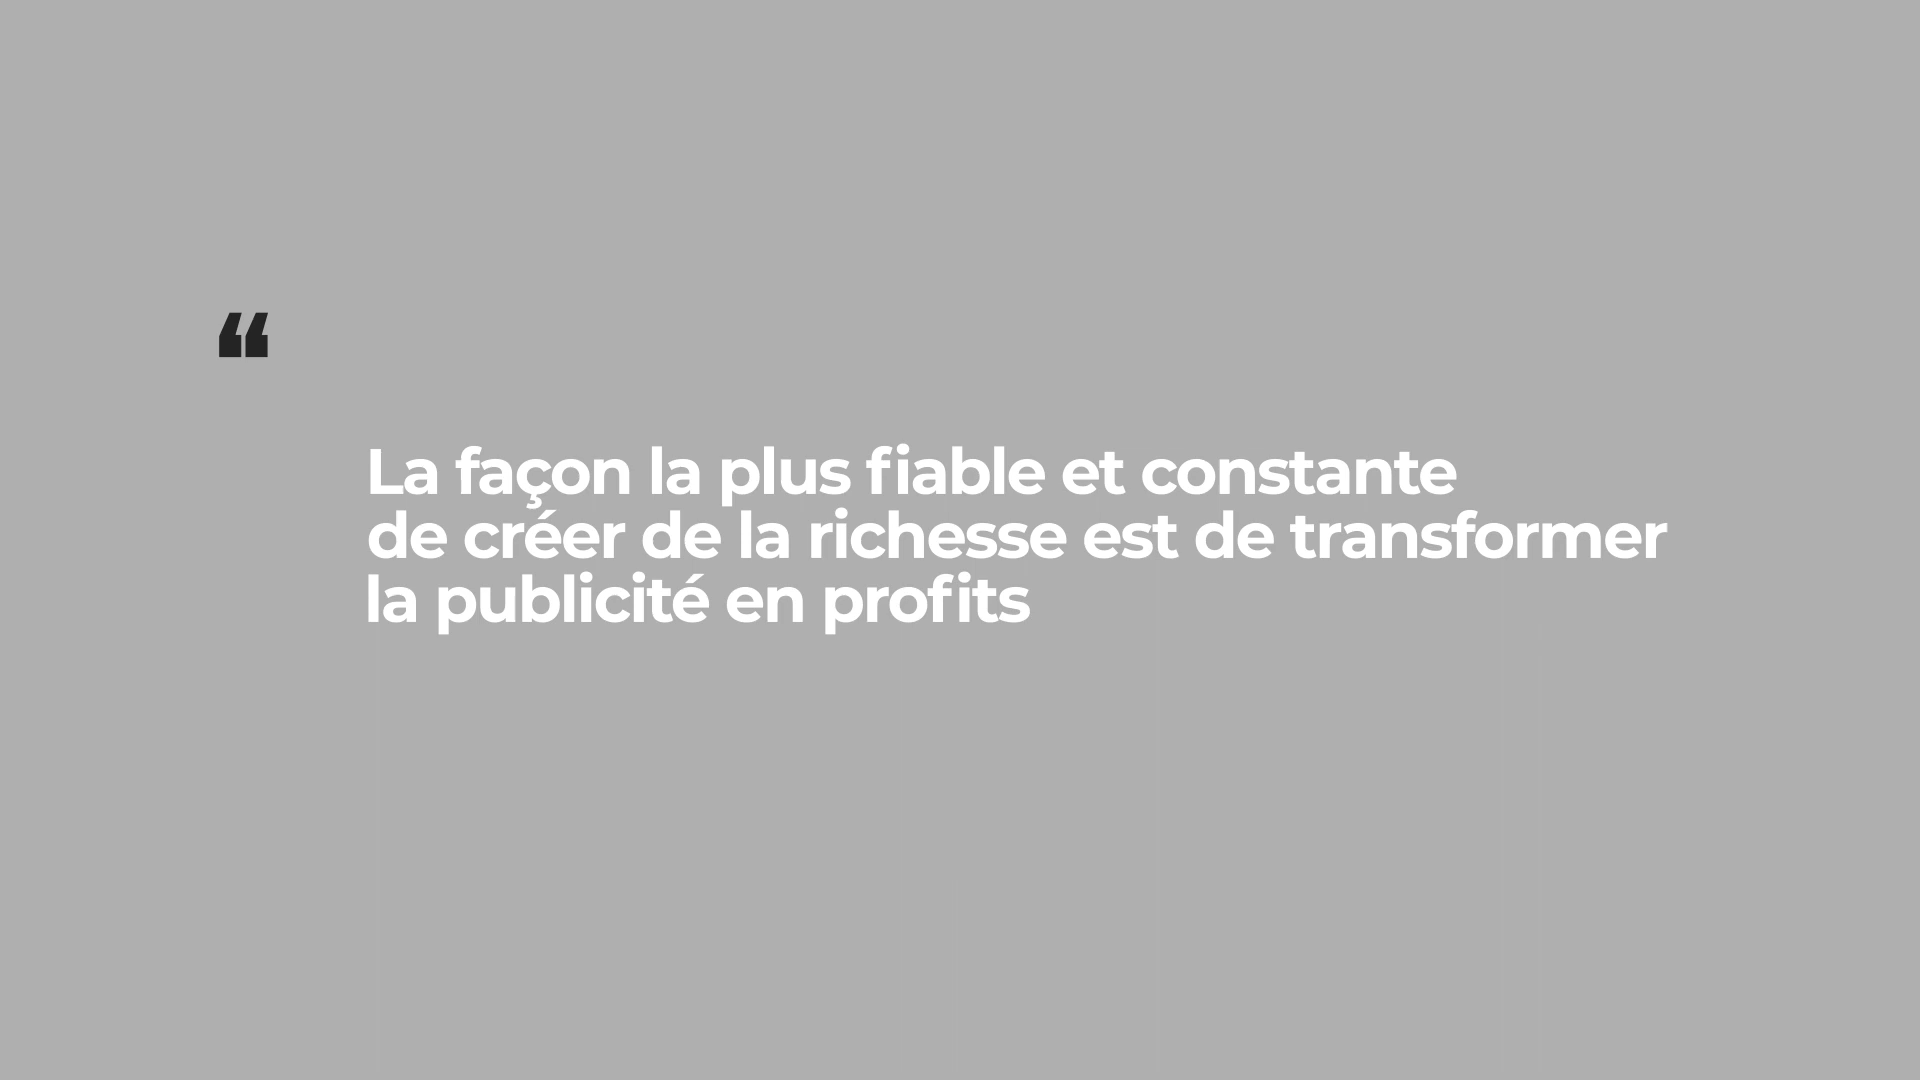 “
La façon la plus fiable et constante
de créer de la richesse est de transformer
la publicité en profits